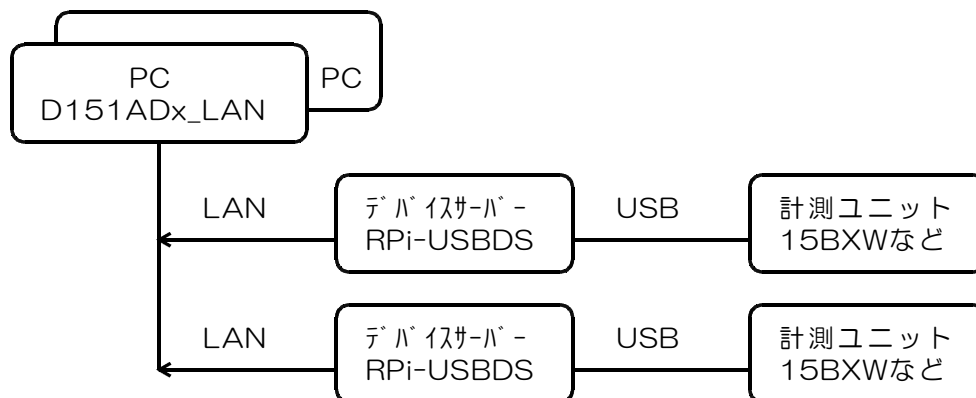 PC
D151ADx_LAN
PC
LAN
ﾃﾞﾊﾞｲｽｻｰﾊﾞｰ
RPi-USBDS
USB
計測ユニット
15BXWなど
LAN
ﾃﾞﾊﾞｲｽｻｰﾊﾞｰ
RPi-USBDS
USB
計測ユニット
15BXWなど